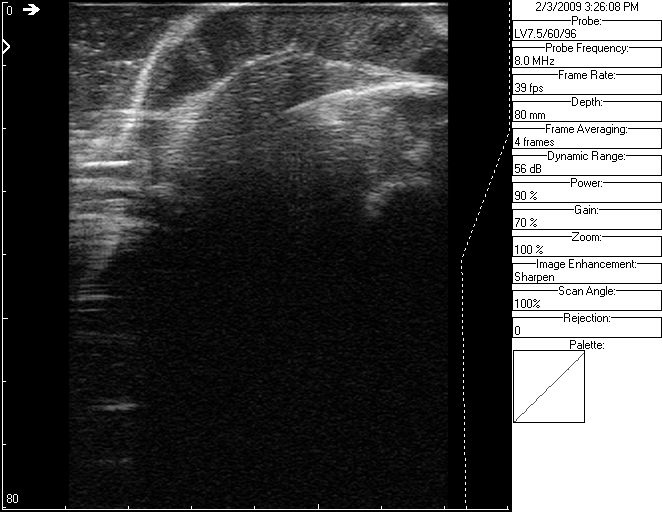 0
80
2/3/2009 3:26:08 PM
Probe:
LV7.5/60/96
Probe Frequency:
8.0 MHz
Frame Rate:
39 fps
Depth:
80 mm
Frame Averaging:
4 frames
Dynamic Range:
56 dB
Power:
90 %
Gain:
70 %
Zoom:
100 %
Image Enhancement:
Sharpen
Scan Angle:
100%
Rejection:
0
Palette: